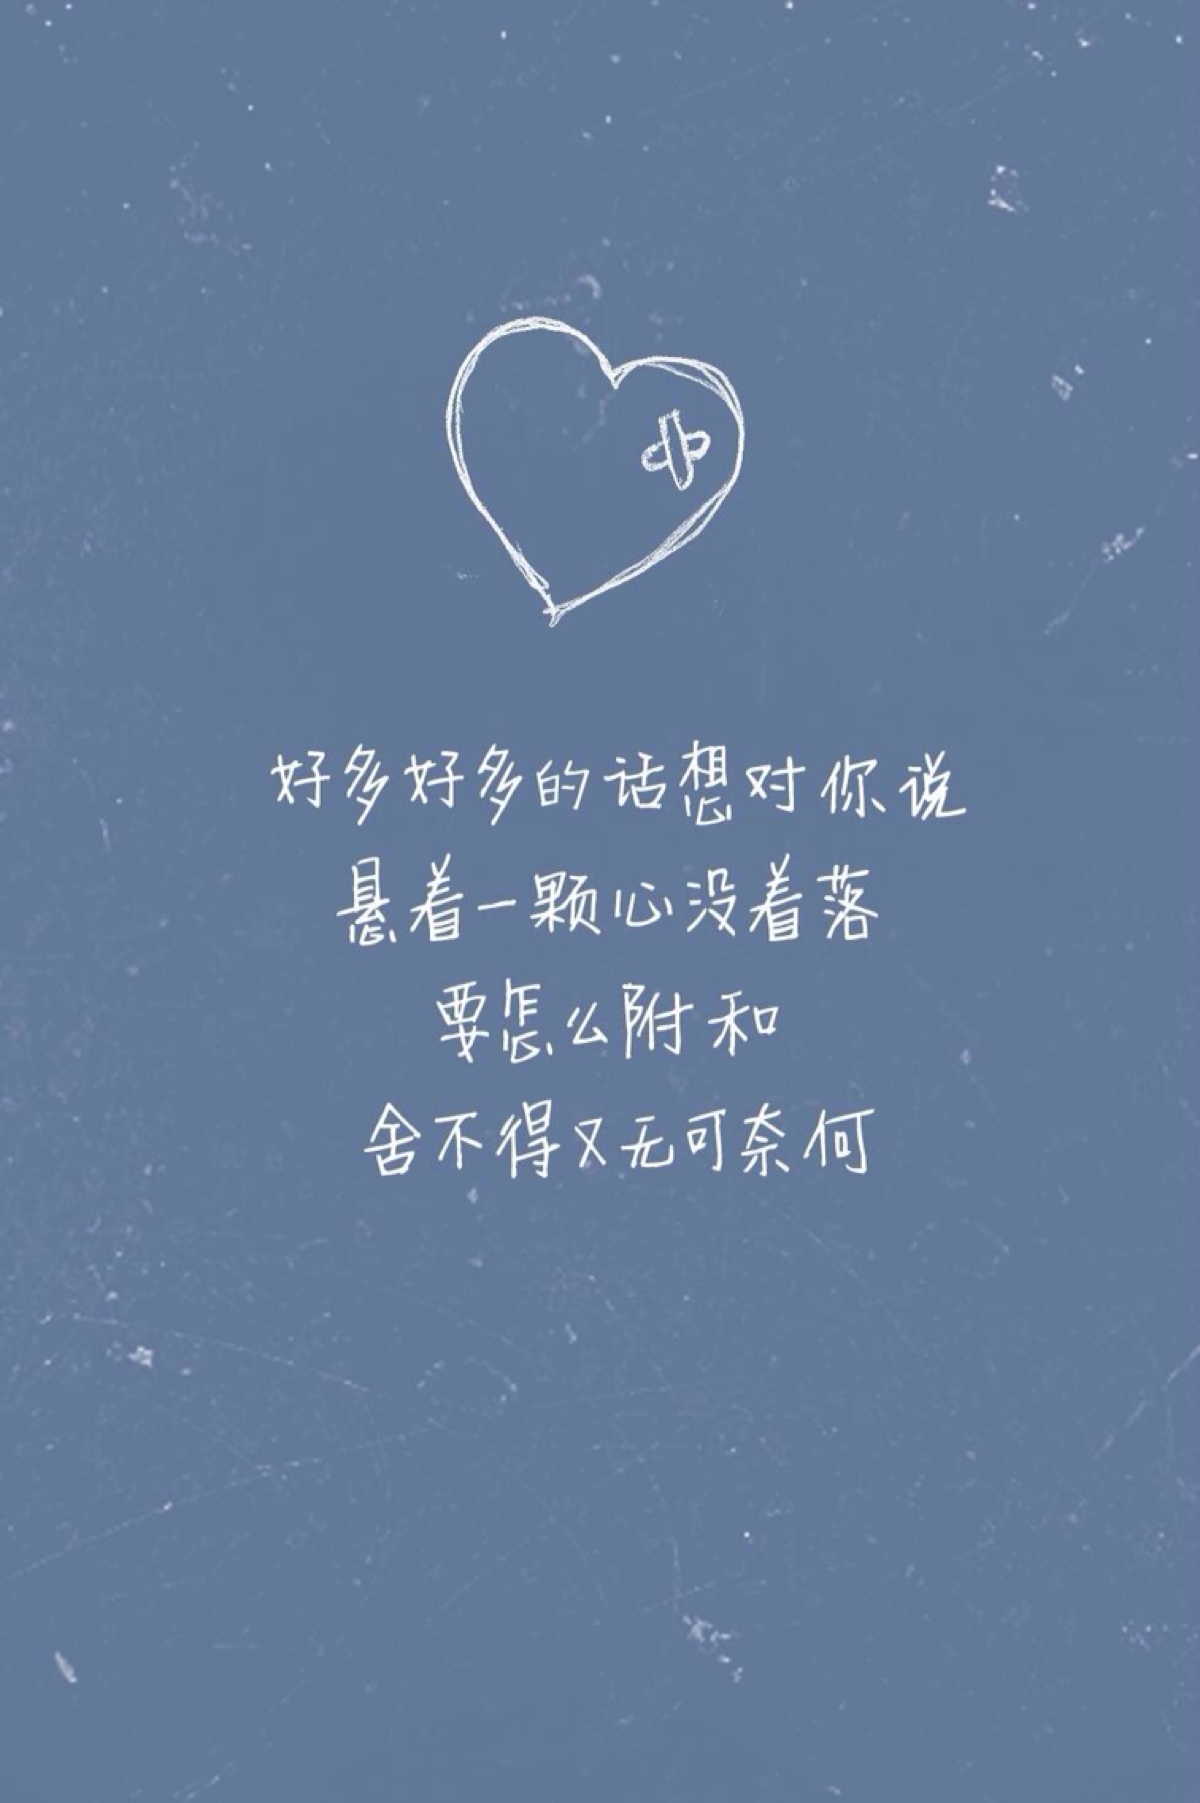 好多好多的话想对你说
悬着一颗心没着落
要怎么附和
舍不得又无可奈何